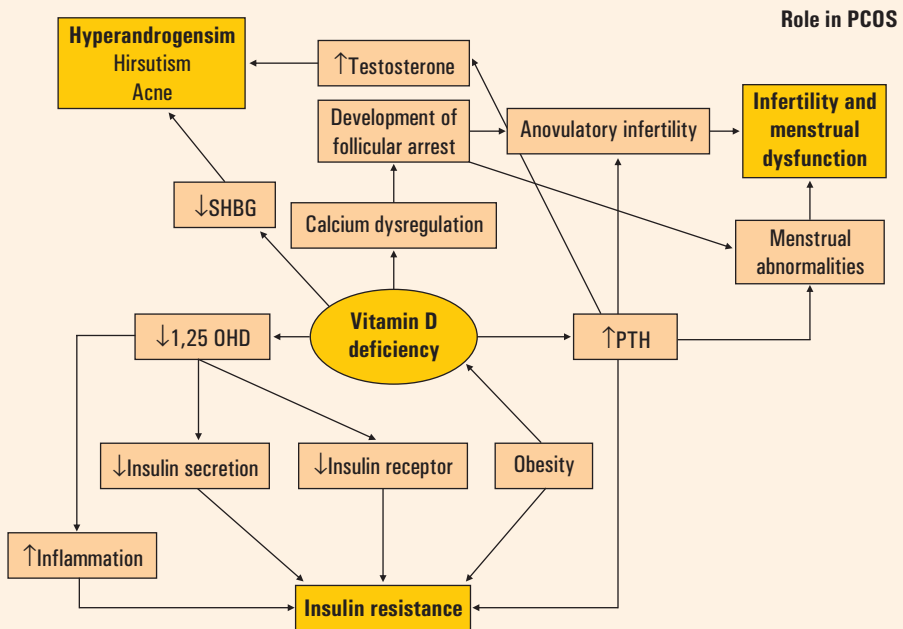 Role in PCOS
Hyperandrogensim
Hirsutism
Acne
↑Testosterone
Development of
follicular arrest
Anovulatory infertility
Infertility and
menstrual
dysfunction
↓SHBG
Calcium dysregulation
Menstrual
abnormalities
↓1,25 OHD
Vitamin D
deficiency
↑PTH
↓Insulin secretion
↓Insulin receptor
Obesity
↑Inflammation
Insulin resistance